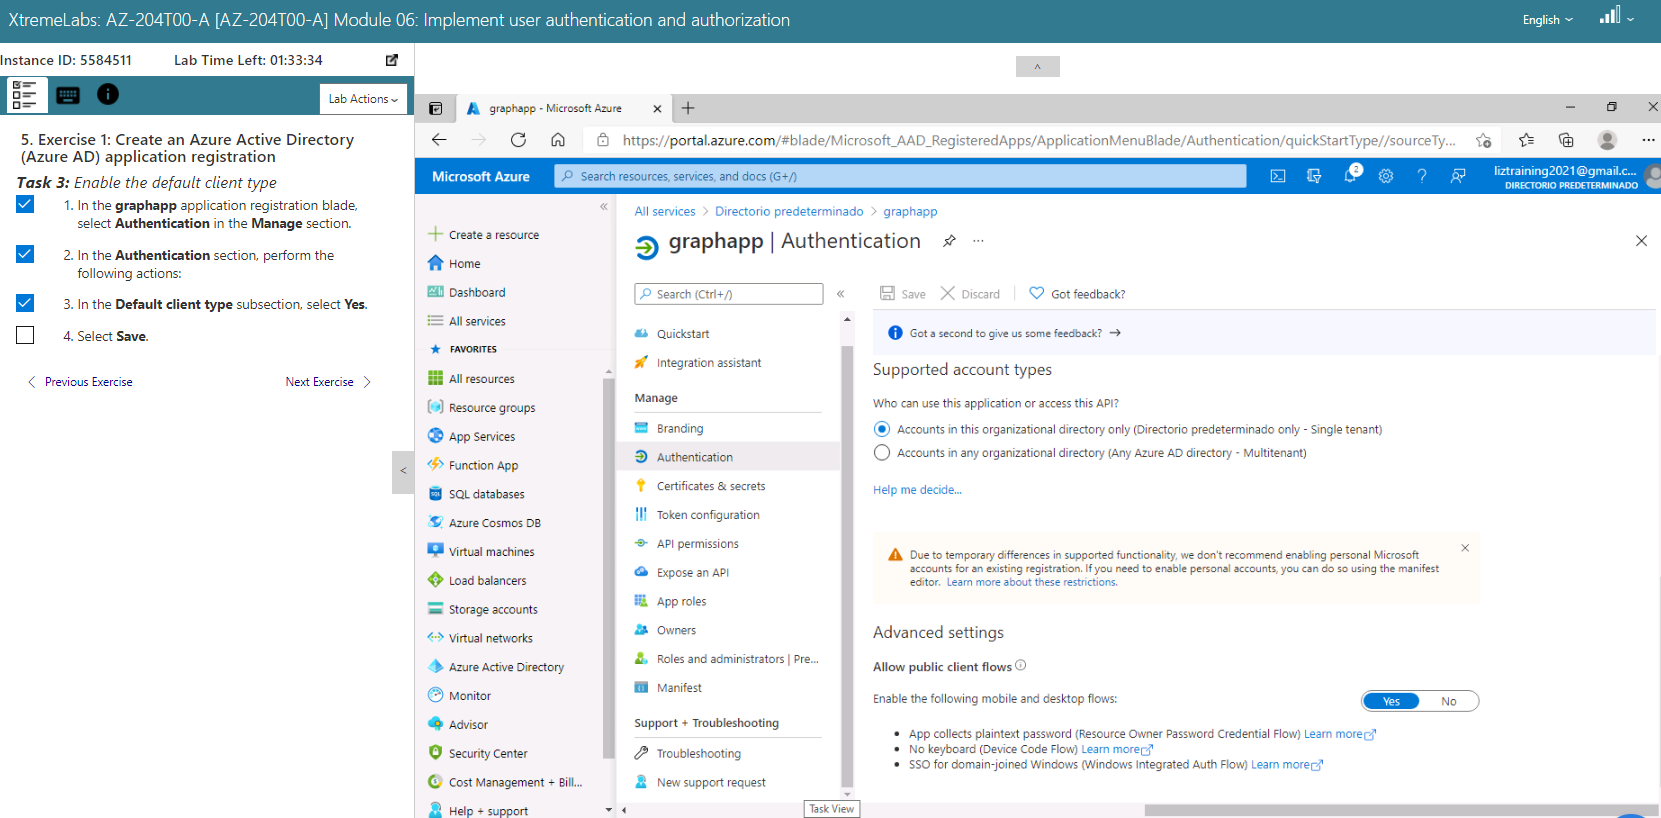 XtremeLabs: AZ-204T00-A [AZ-204T00-A] Module 06: Implement user authentication and authorization
English
Instance ID: 5584511
Lab Time Left: 01:33:34
Lab Actions
5. Exercise 1: Create an Azure Active Directory
(Azure AD) application registration
Task 3: Enable the default client type
1. In the graphapp application registration blade,
select Authentication in the Manage section.
2. In the Authentication section, perform the
following actions:
3. In the Default client type subsection, select Yes.
4. Select Save.
Previous Exercise
Next Exercise
<
^
graphapp - Microsoft Azure
https://portal.azure.com/#blade/Microsoft_AAD_RegisteredApps/ApplicationMenuBlade/Authentication/quickStartType//sourceTy...
Microsoft Azure
Search resources, services, and docs (G+/)
2
liztraining2021@gmail.c...
DIRECTORIO PREDETERMINADO
«
Create a resource
Home
Dashboard
All services
FAVORITES
All resources
Resource groups
App Services
Function App
SQL databases
Azure Cosmos DB
Virtual machines
Load balancers
Storage accounts
Virtual networks
Azure Active Directory
Monitor
Advisor
Security Center
Cost Management + Bill...
Help + support
All services > Directorio predeterminado > graphapp
graphapp | Authentication
...
Search (Ctrl+/)
«
Quickstart
Integration assistant
Manage
Branding
Authentication
Certificates & secrets
Token configuration
API permissions
Expose an API
App roles
Owners
Roles and administrators | Pre...
Manifest
Support + Troubleshooting
Troubleshooting
New support request
Task View
Save
Discard
Got feedback?
Got a second to give us some feedback? →
Supported account types
Who can use this application or access this API?
Accounts in this organizational directory only (Directorio predeterminado only - Single tenant)
Accounts in any organizational directory (Any Azure AD directory - Multitenant)
Help me decide...
Due to temporary differences in supported functionality, we don't recommend enabling personal Microsoft
accounts for an existing registration. If you need to enable personal accounts, you can do so using the manifest
editor. Learn more about these restrictions.
Advanced settings
Allow public client flows
Enable the following mobile and desktop flows:
Yes
No
• App collects plaintext password (Resource Owner Password Credential Flow) Learn more
• No keyboard (Device Code Flow) Learn more
• SSO for domain-joined Windows (Windows Integrated Auth Flow) Learn more